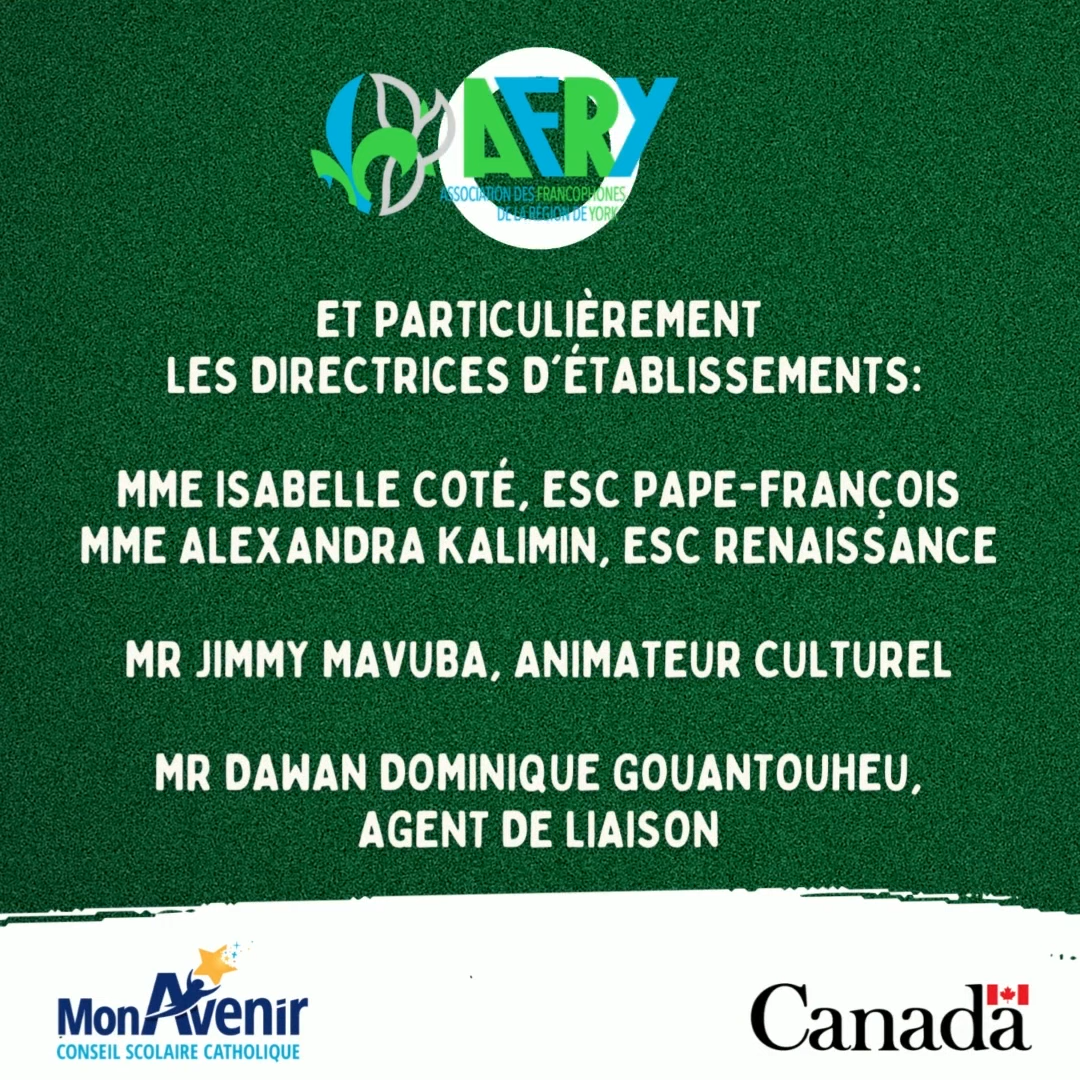 AFRY
ASSOCIATION DES FRANCOPHONES
DE LA RÉGION DE YORK
ET PARTICULIÈREMENT
LES DIRECTRICES D'ÉTABLISSEMENTS:
MME ISABELLE COTÉ, ESC PAPE-FRANÇOIS
MME ALEXANDRA KALIMIN, ESC RENAISSANCE
MR JIMMY MAVUBA, ANIMATEUR CULTUREL
MR DAWAN DOMINIQUE GOUANTOUHEU,
AGENT DE LIAISON
MonAvenir
CONSEIL SCOLAIRE CATHOLIQUE
Canada